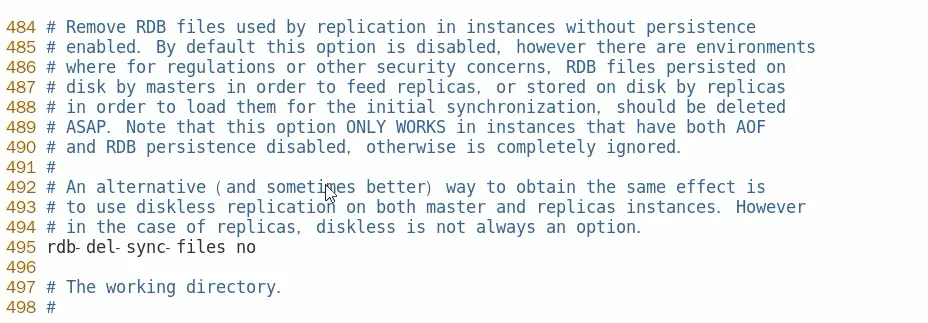 484 # Remove RDB files used by replication in instances without persistence
485 # enabled. By default this option is disabled, however there are environments
486 # where for regulations or other security concerns, RDB files persisted on
487 # disk by masters in order to feed replicas, or stored on disk by replicas
488 # in order to load them for the initial synchronization, should be deleted
489 # ASAP. Note that this option ONLY WORKS in instances that have both AOF
490 # and RDB persistence disabled, otherwise is completely ignored.
491 #
492 # An alternative (and sometimes better) way to obtain the same effect is
493 # to use diskless replication on both master and replicas instances. However
494 # in the case of replicas, diskless is not always an option.
495 rdb-del-sync-files no
496
497 # The working directory.
498 #